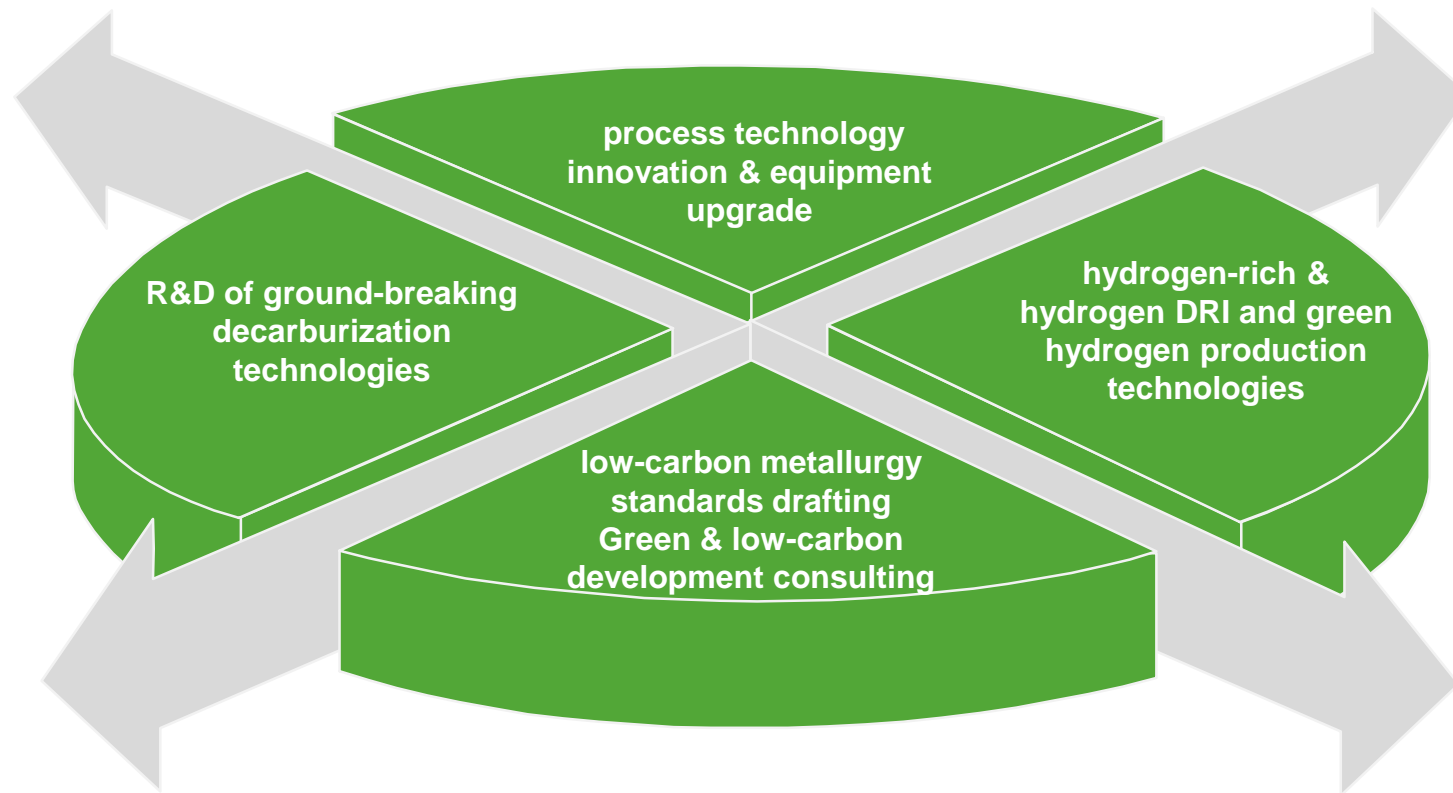 process technology
innovation & equipment
upgrade
R&D of ground-breaking
decarburization
technologies
hydrogen-rich &
hydrogen DRI and green
hydrogen production
technologies
low-carbon metallurgy
standards drafting
Green & low-carbon
development consulting